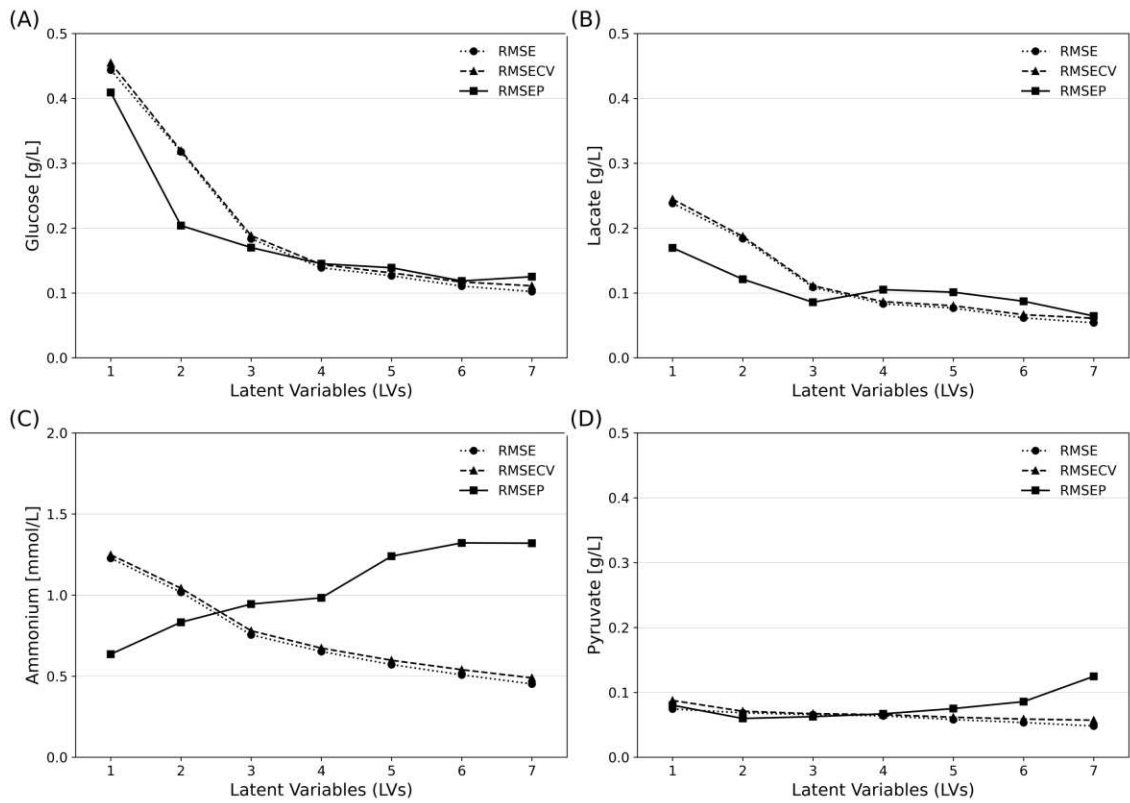 (A)
0.5
0.4
0.3
0.2
0.1
0.0
Glucose [g/L]
RMSE
RMSECV
RMSEP
1 2 3 4 5 6 7
Latent Variables (LVs)
(B)
0.5
0.4
0.3
0.2
0.1
0.0
Lacate [g/L]
RMSE
RMSECV
RMSEP
1 2 3 4 5 6 7
Latent Variables (LVs)
(C)
2.0
1.5
1.0
0.5
0.0
Ammonium [mmol/L]
RMSE
RMSECV
RMSEP
1 2 3 4 5 6 7
Latent Variables (LVs)
(D)
0.5
0.4
0.3
0.2
0.1
0.0
Pyruvate [g/L]
RMSE
RMSECV
RMSEP
1 2 3 4 5 6 7
Latent Variables (LVs)